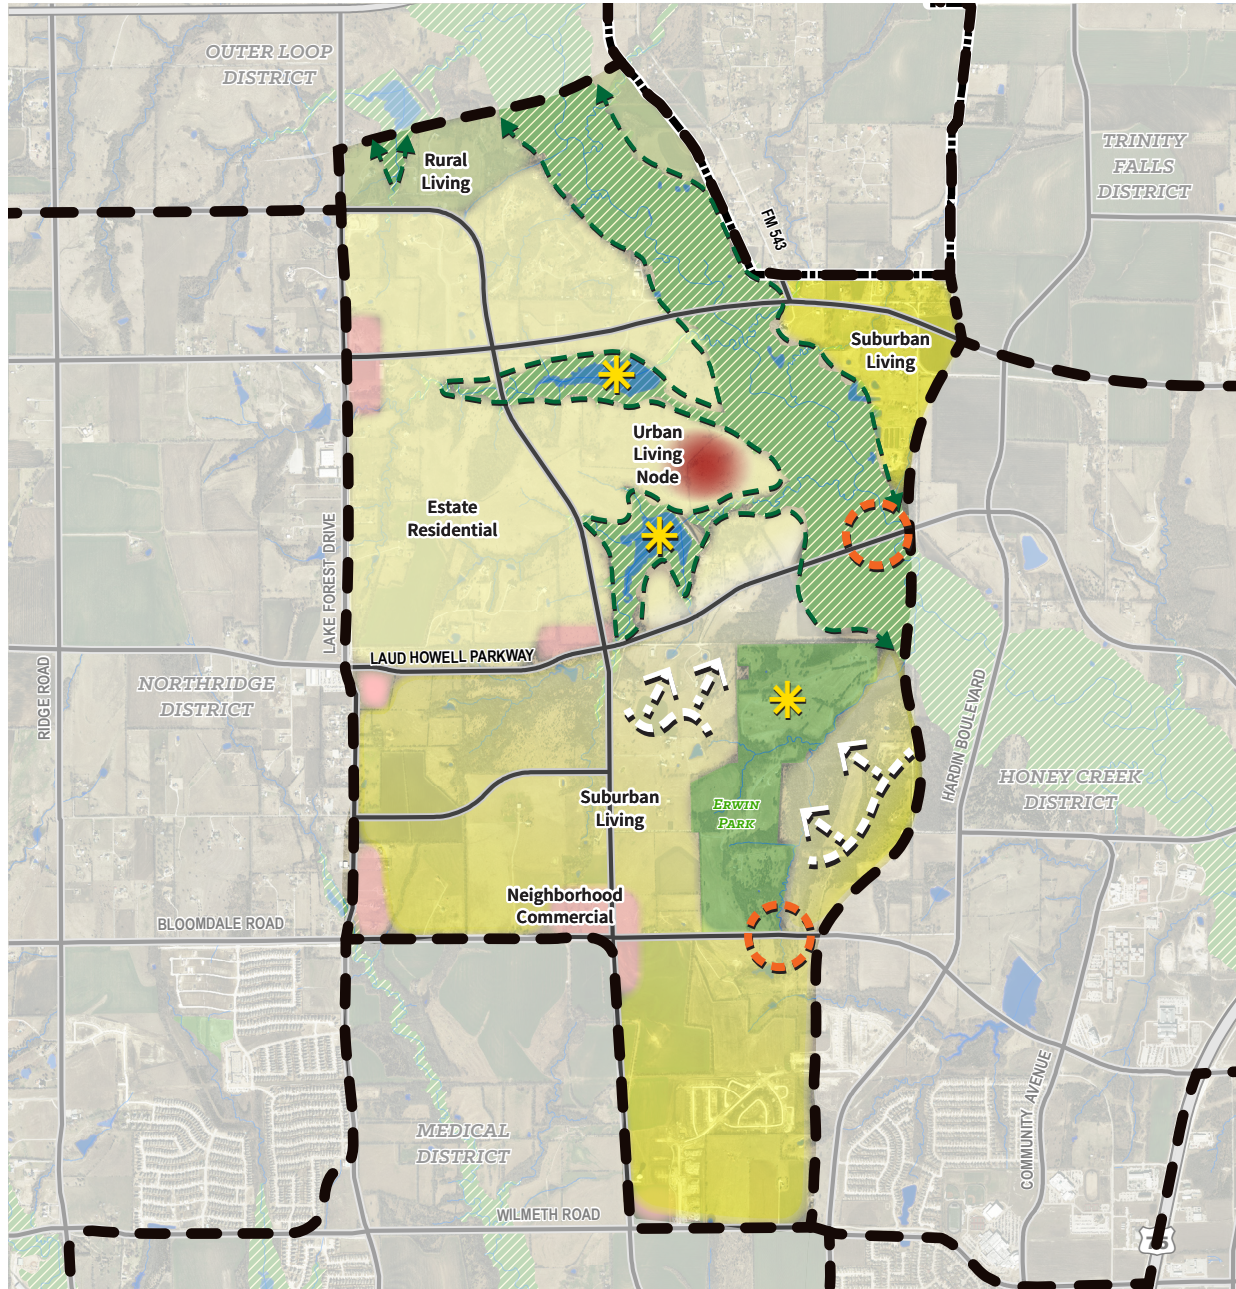 OUTER LOOP
DISTRICT
TRINITY
FALLS
DISTRICT
Rural
Living
FM 543
Suburban
Living
Urban
Living
Node
Estate
Residential
LAKE FOREST DRIVE
LAUD HOWELL PARKWAY
RIDGE ROAD
NORTHRIDGE
DISTRICT
HARDIN BOULEVARD
HONEY CREEK
DISTRICT
Suburban
Living
ERWIN
PARK
Neighborhood
Commercial
BLOOMDALE ROAD
COMMUNITY AVENUE
MEDICAL
DISTRICT
WILMETH ROAD
75